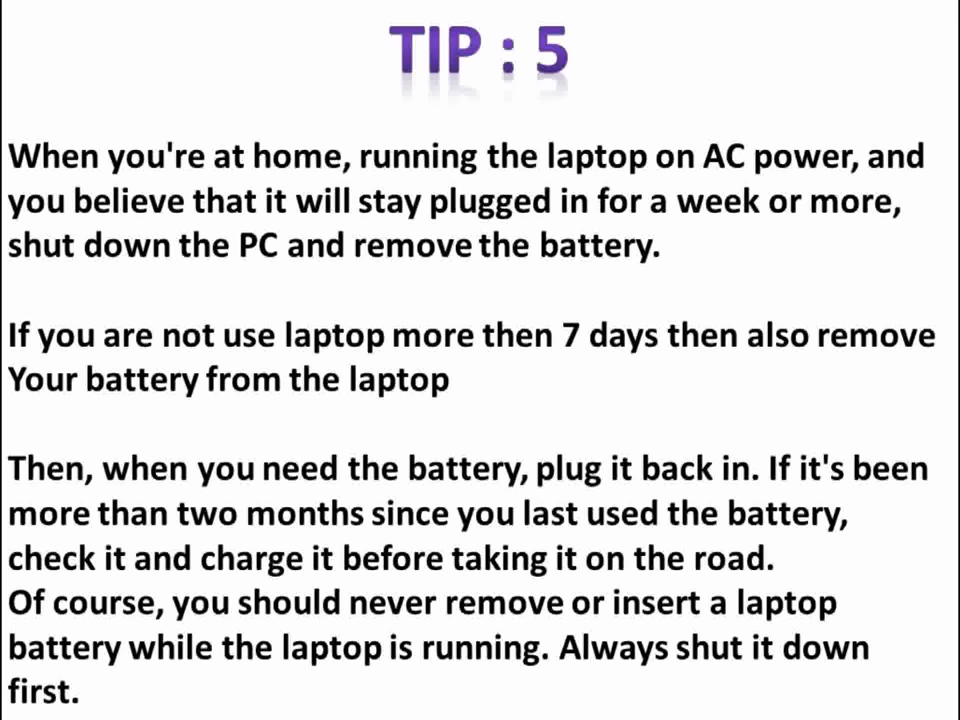 TIP : 5
When you're at home, running the laptop on AC power, and
you believe that it will stay plugged in for a week or more,
shut down the PC and remove the battery.
If you are not use laptop more then 7 days then also remove
Your battery from the laptop
Then, when you need the battery, plug it back in. If it's been
more than two months since you last used the battery,
check it and charge it before taking it on the road.
Of course, you should never remove or insert a laptop
battery while the laptop is running. Always shut it down
first.